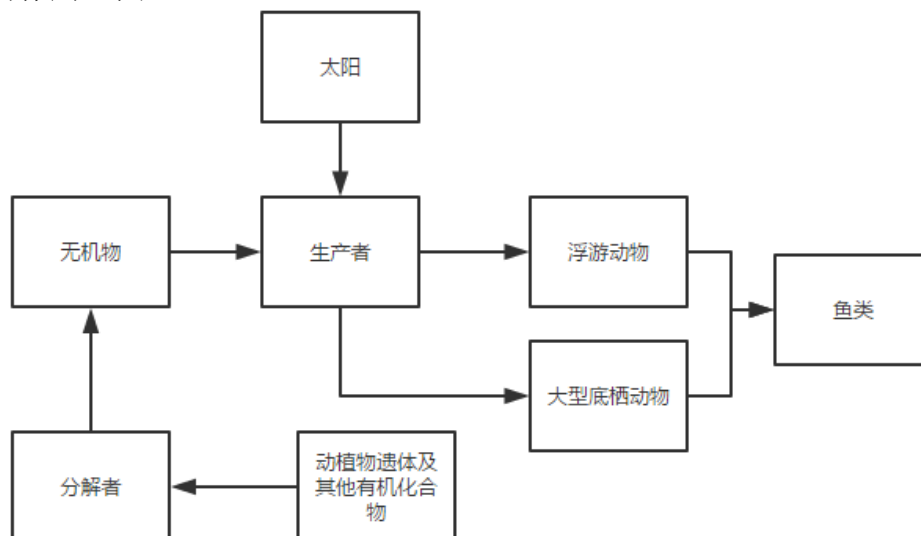 太阳
无机物
生产者
浮游动物
鱼类
大型底栖动物
分解者
动植物遗体及
其他有机化合
物